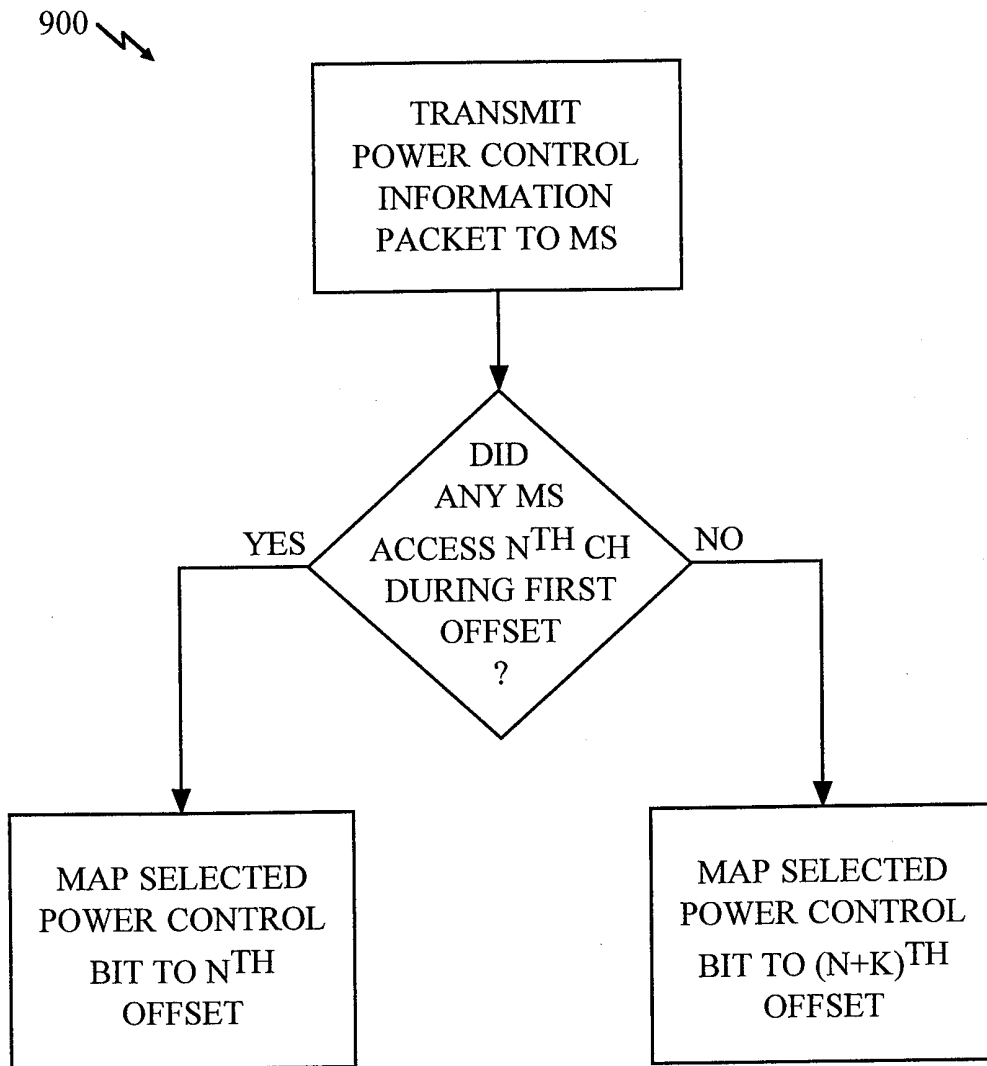 900
TRANSMIT
POWER CONTROL
INFORMATION
PACKET TO MS
DID
ANY MS
ACCESS NTH CH
DURING FIRST
OFFSET
?
YES
NO
MAP SELECTED
POWER CONTROL
BIT TO NTH
OFFSET
MAP SELECTED
POWER CONTROL
BIT TO (N+K)TH
OFFSET